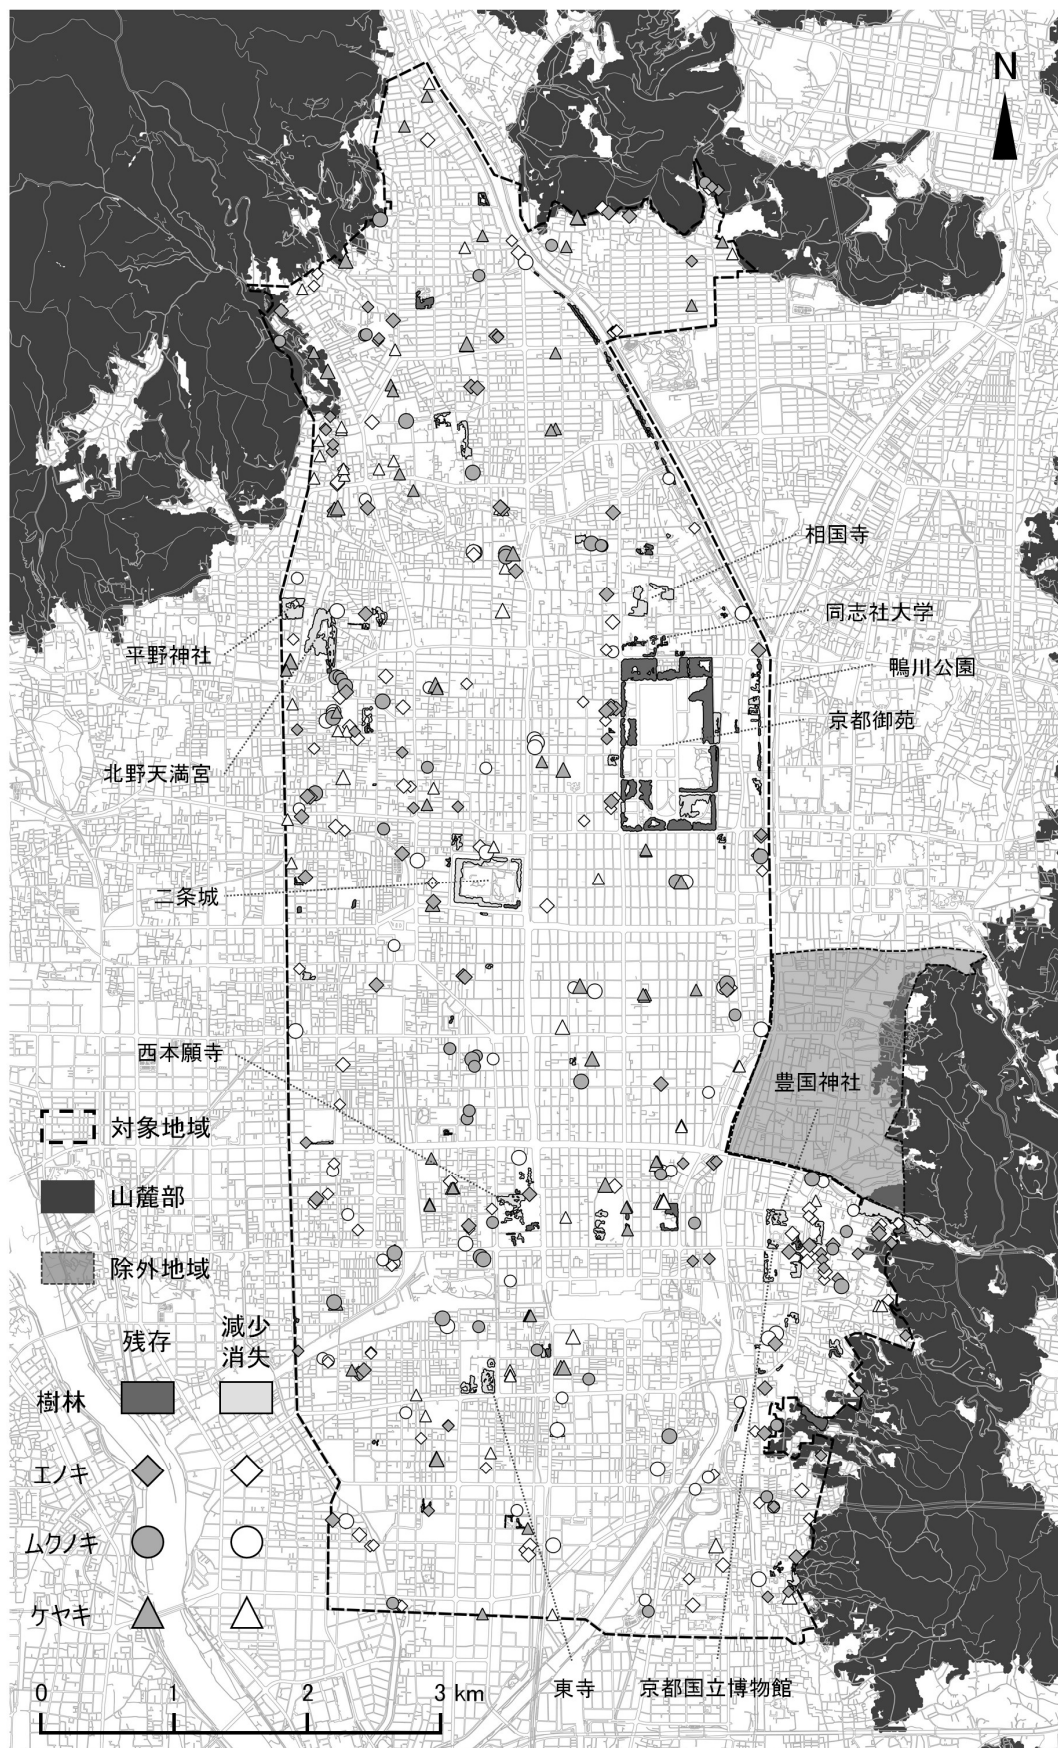 N
相国寺
同志社大学
鴨川公園
京都御苑
平野神社
北野天満宮
二条城
西本願寺
豊国神社
対象地域
山麓部
除外地域
残存
減少
消失
樹林
エノキ
ムクノキ
ケヤキ
0 1 2 3 km
東寺
京都国立博物館